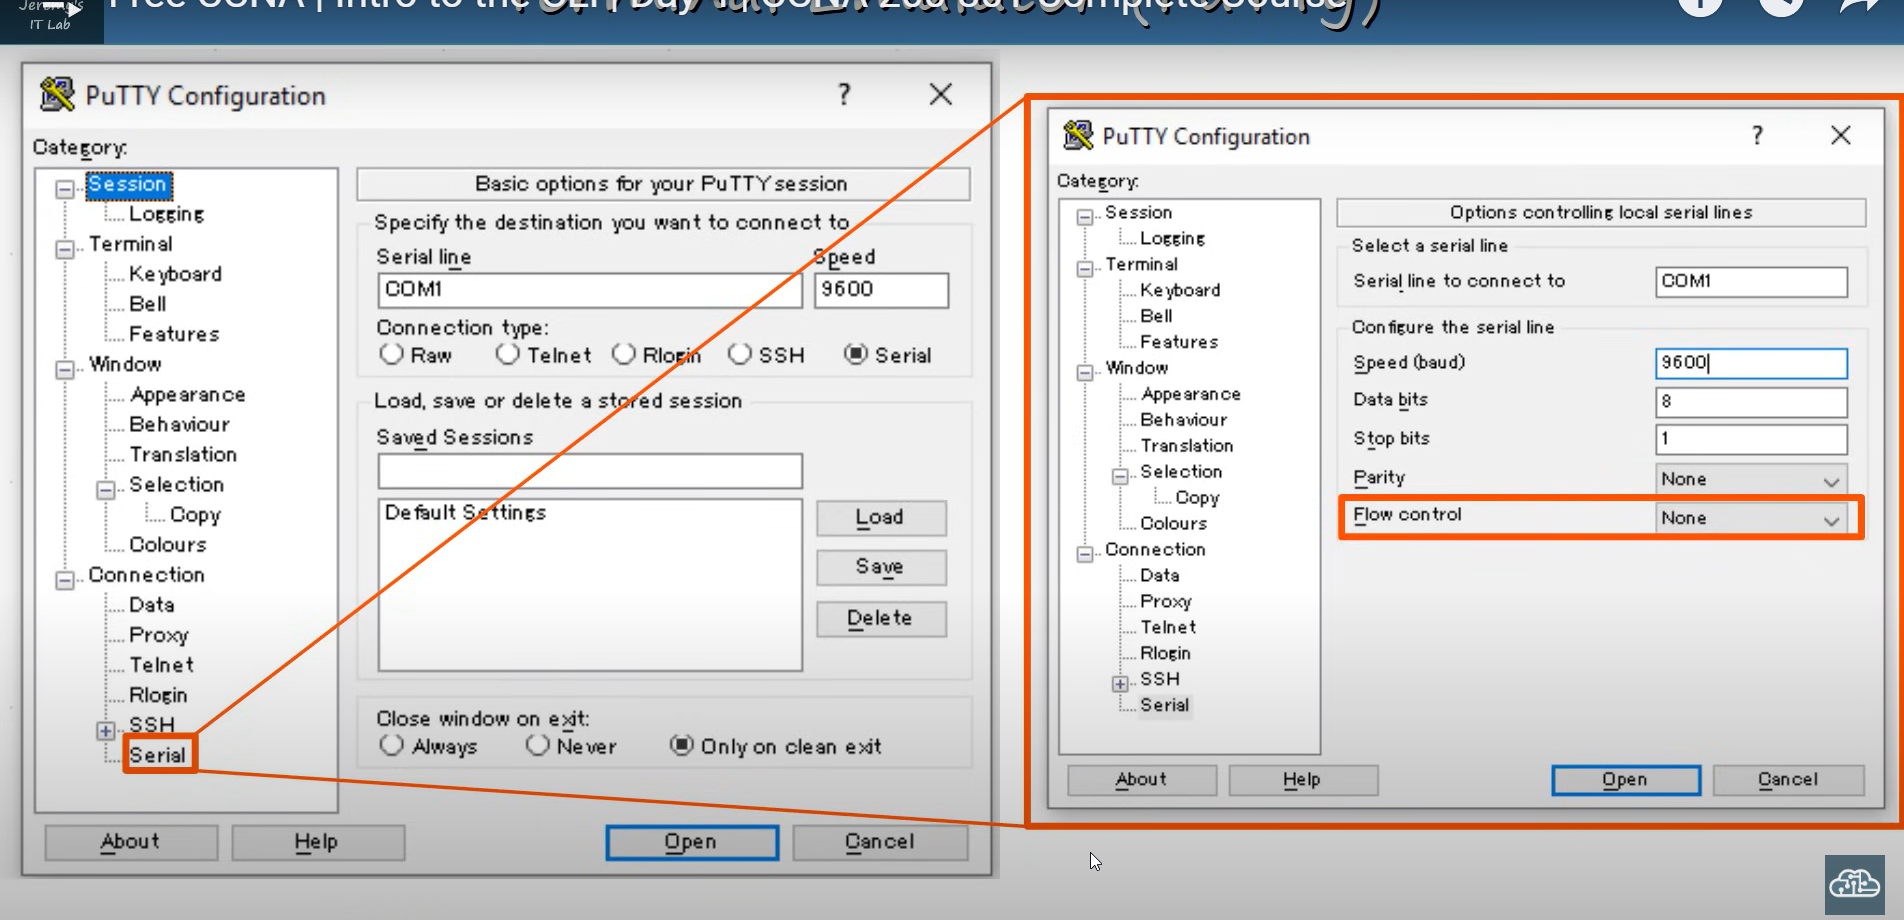 Jeremy's
IT Lab
Free CCNA | Intro to the CLI | Day 4 | CCNA 200-301 Complete Course
PuTTY Configuration
?
Category:
Session
Logging
Terminal
Keyboard
Bell
Features
Window
Appearance
Behaviour
Translation
Selection
Copy
Colours
Connection
Data
Proxy
Telnet
Rlogin
SSH
Serial
Basic options for your PuTTY session
Specify the destination you want to connect to
Serial line Speed
COM1 9600
Connection type:
Raw Telnet Rlogin SSH Serial
Load, save or delete a stored session
Saved Sessions
Default Settings
Load
Save
Delete
Close window on exit:
Always Never Only on clean exit
About Help Open Cancel
PuTTY Configuration
?
Category:
Session
Logging
Terminal
Keyboard
Bell
Features
Window
Appearance
Behaviour
Translation
Selection
Copy
Colours
Connection
Data
Proxy
Telnet
Rlogin
SSH
Serial
Options controlling local serial lines
Select a serial line
Serial line to connect to COM1
Configure the serial line
Speed (baud) 9600
Data bits 8
Stop bits 1
Parity None
Flow control None
About Help Open Cancel